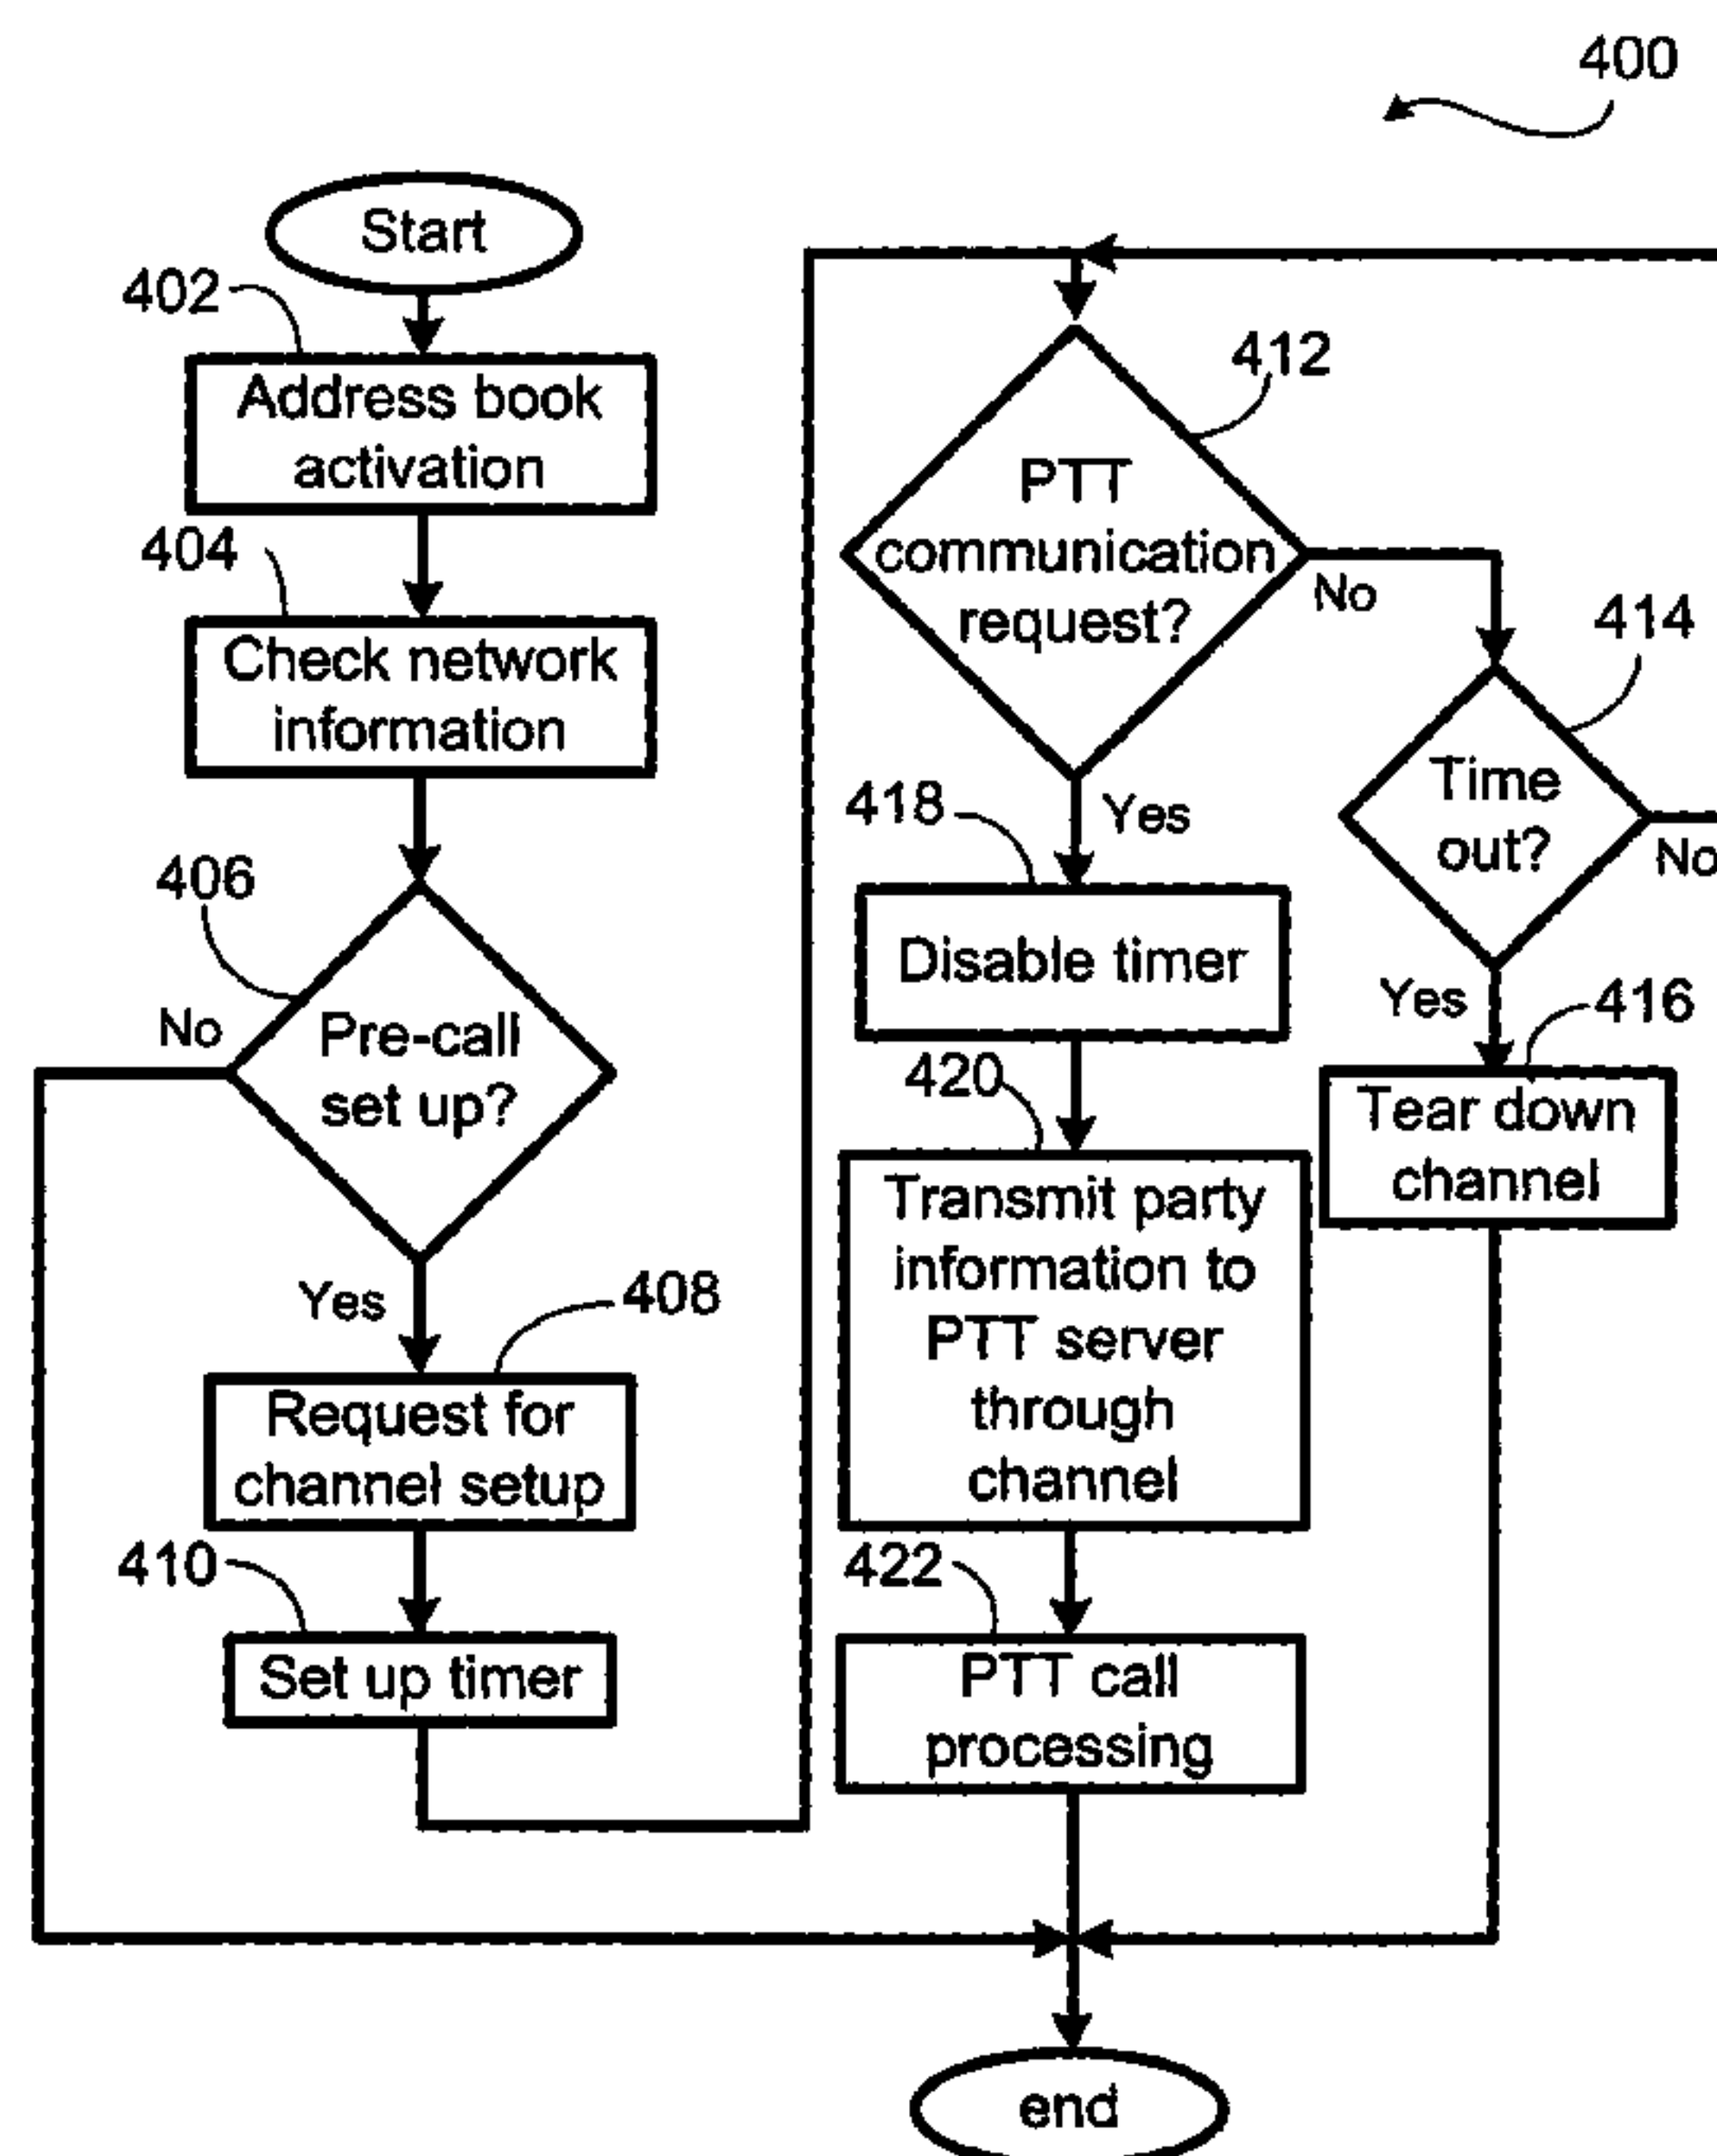 400
Start
402
Address book
activation
404
Check network
information
406
No
Pre-call
set up?
Yes
408
Request for
channel setup
410
Set up timer
412
PTT
communication
request?
No
414
Time
out?
No
Yes
418
Disable timer
Yes
416
Tear down
channel
420
Transmit party
information to
PTT server
through
channel
422
PTT call
processing
end